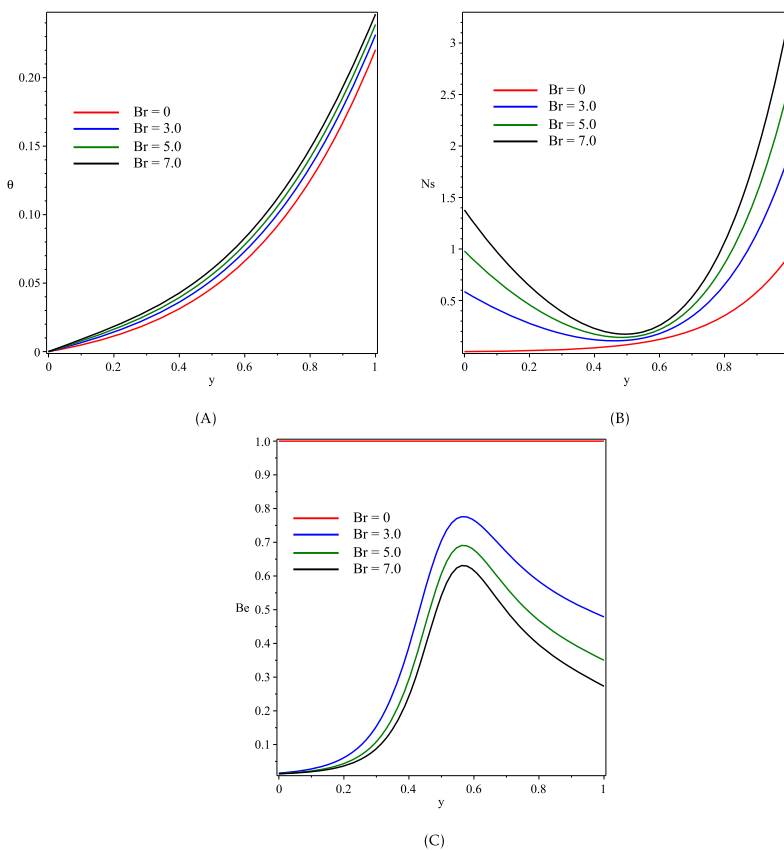 0.20
0.15
0.10
0.05
0
θ
Br = 0
Br = 3.0
Br = 5.0
Br = 7.0
0 0.2 0.4 0.6 0.8 1
y
(A)
3
2.5
2
1.5
1
0.5
Ns
Br = 0
Br = 3.0
Br = 5.0
Br = 7.0
0 0.2 0.4 0.6 0.8
y
(B)
1.0
0.9
0.8
0.7
0.6
0.5
0.4
0.3
0.2
0.1
Be
Br = 0
Br = 3.0
Br = 5.0
Br = 7.0
0 0.2 0.4 0.6 0.8 1
y
(C)